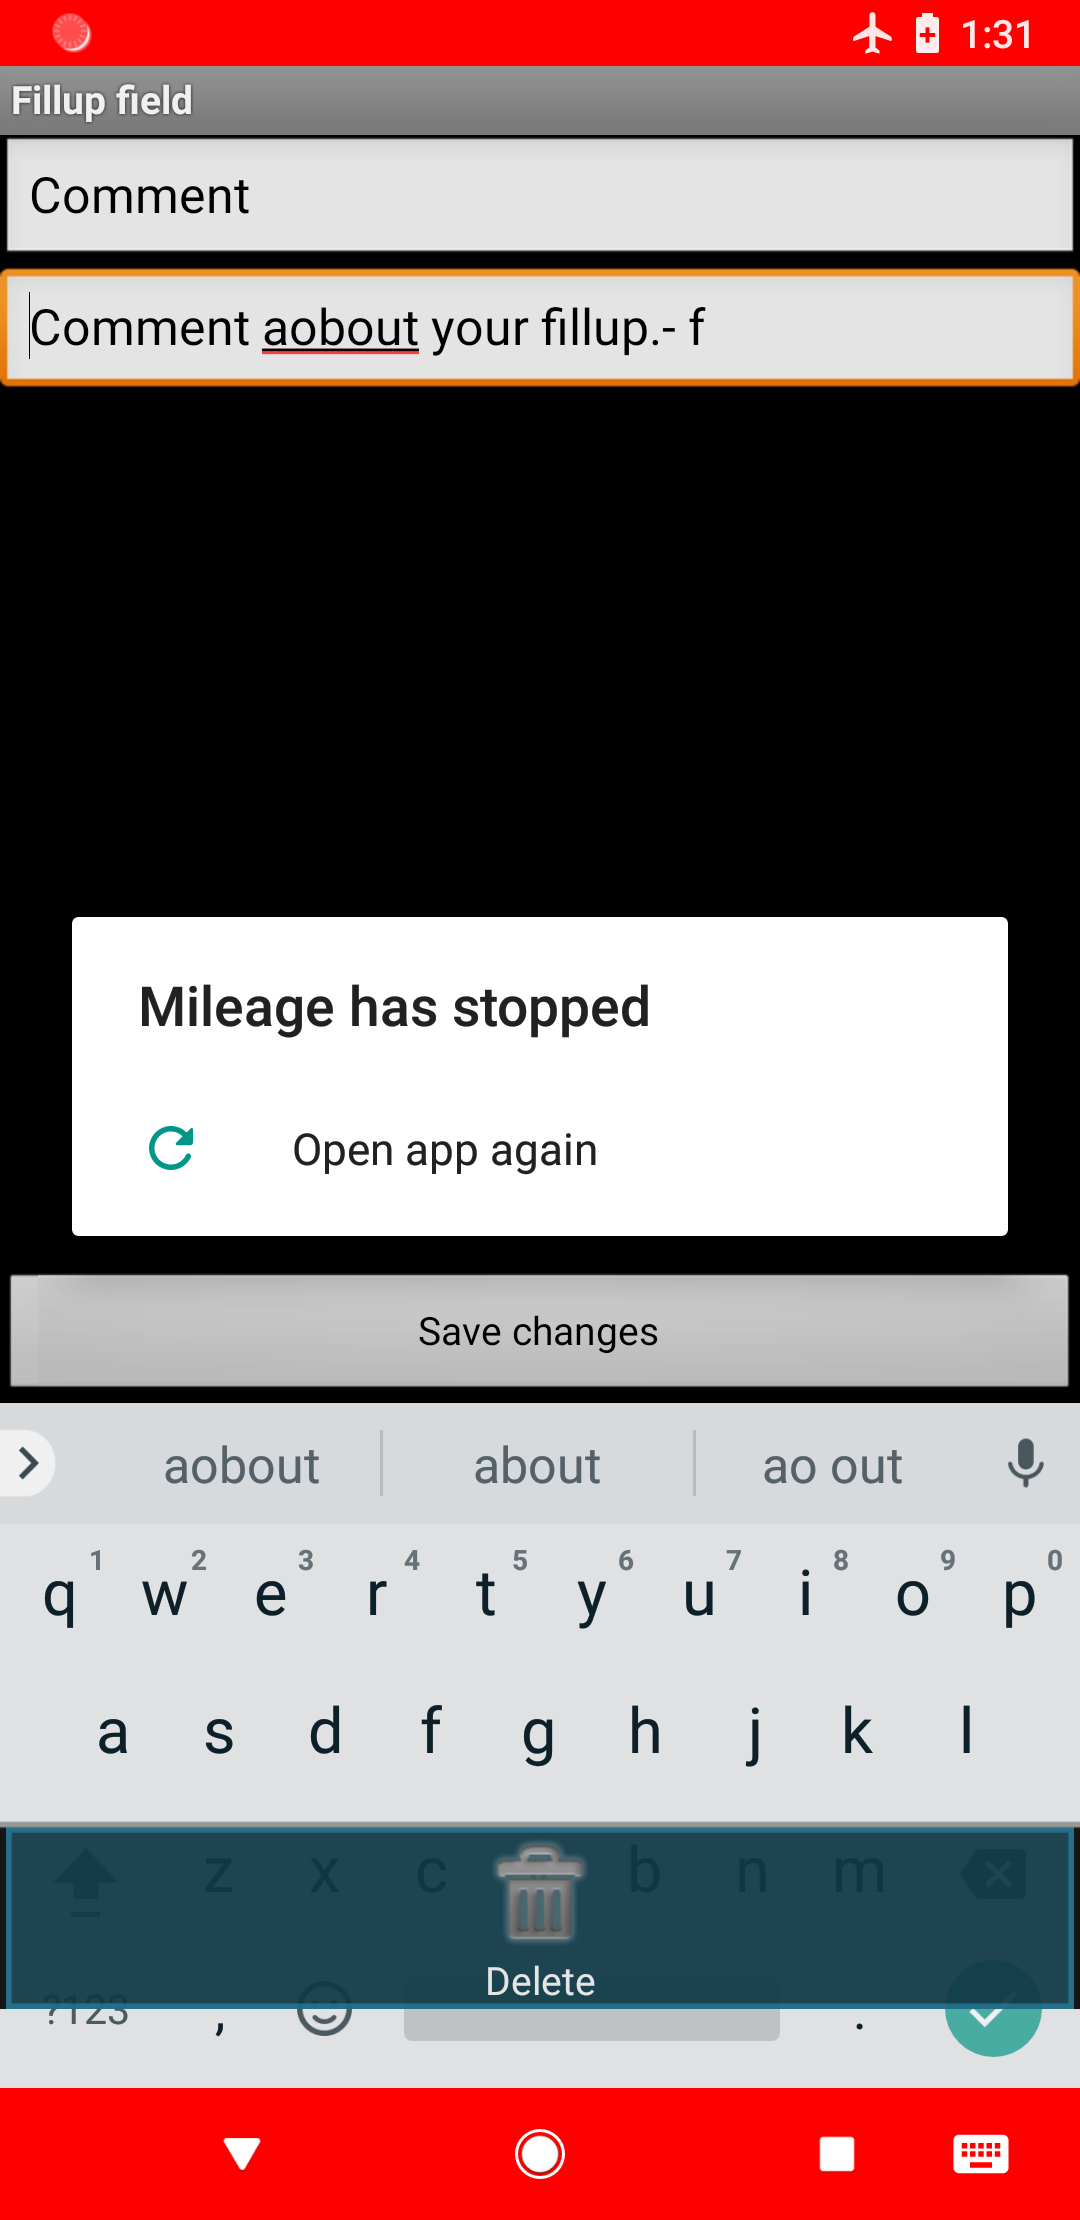 1:31
Fillup field
Comment
Comment aobout your fillup.- f
Mileage has stopped
Open app again
Save changes
aobout about ao out
1 2 3 4 5 6 7 8 9 0
q w e r t y u i o p
a s d f g h j k l
z x c b n m
Delete
?123 , .